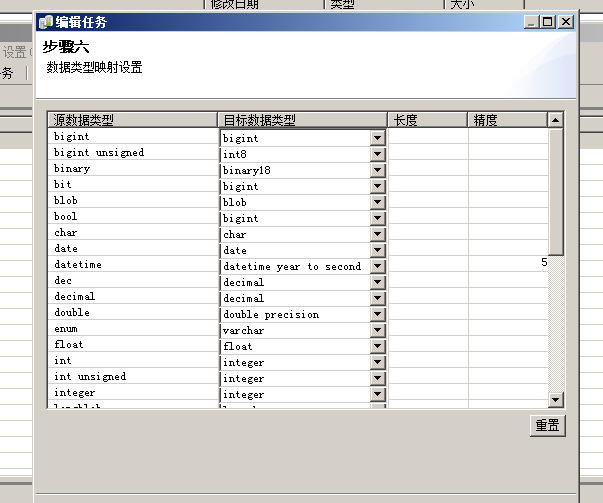 修改日期 类型 大小
编辑任务
设置
务
步骤六
数据类型映射设置
源数据类型 目标数据类型 长度 精度
bigint bigint
bigint unsigned int8
binary binary18
bit bigint
blob blob
bool bigint
char char
date date
datetime datetime year to second 5
dec decimal
decimal decimal
double double precision
enum varchar
float float
int integer
int unsigned integer
integer integer
重置